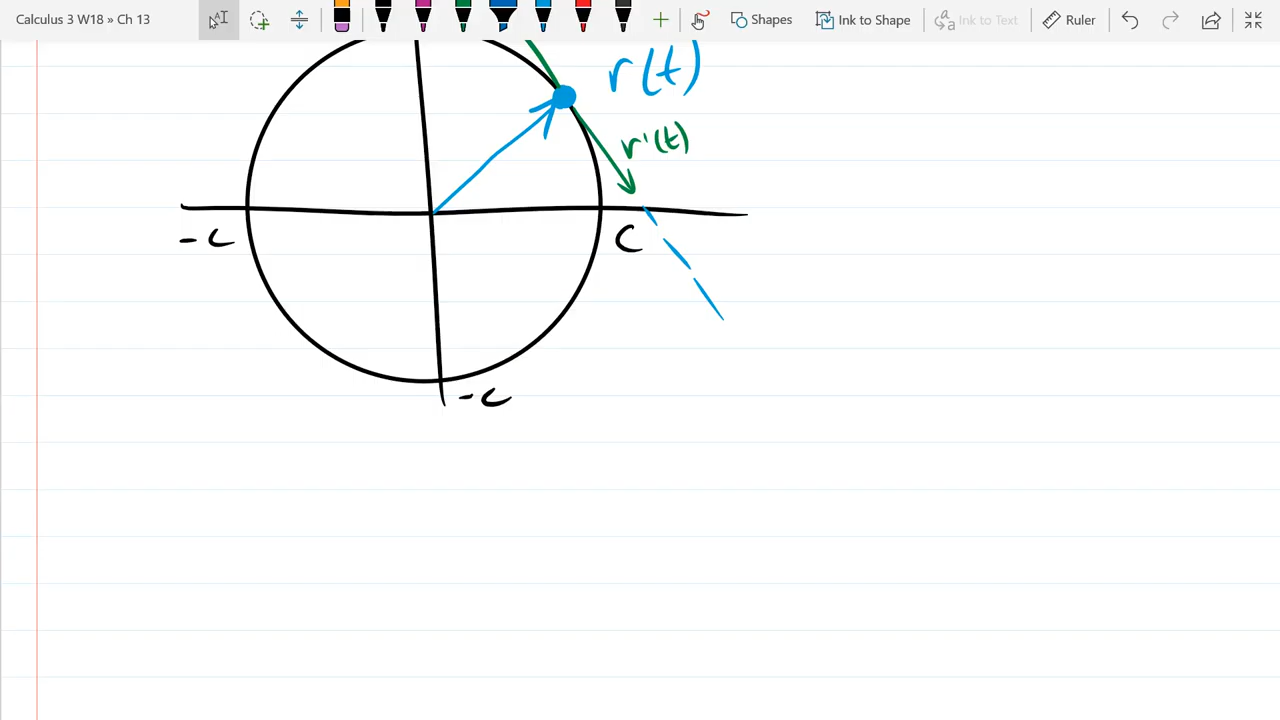 Calculus 3 W18 » Ch 13
Shapes
Ink to Shape
Ink to Text
Ruler
r(t)
r'(t)
-c
c
-c